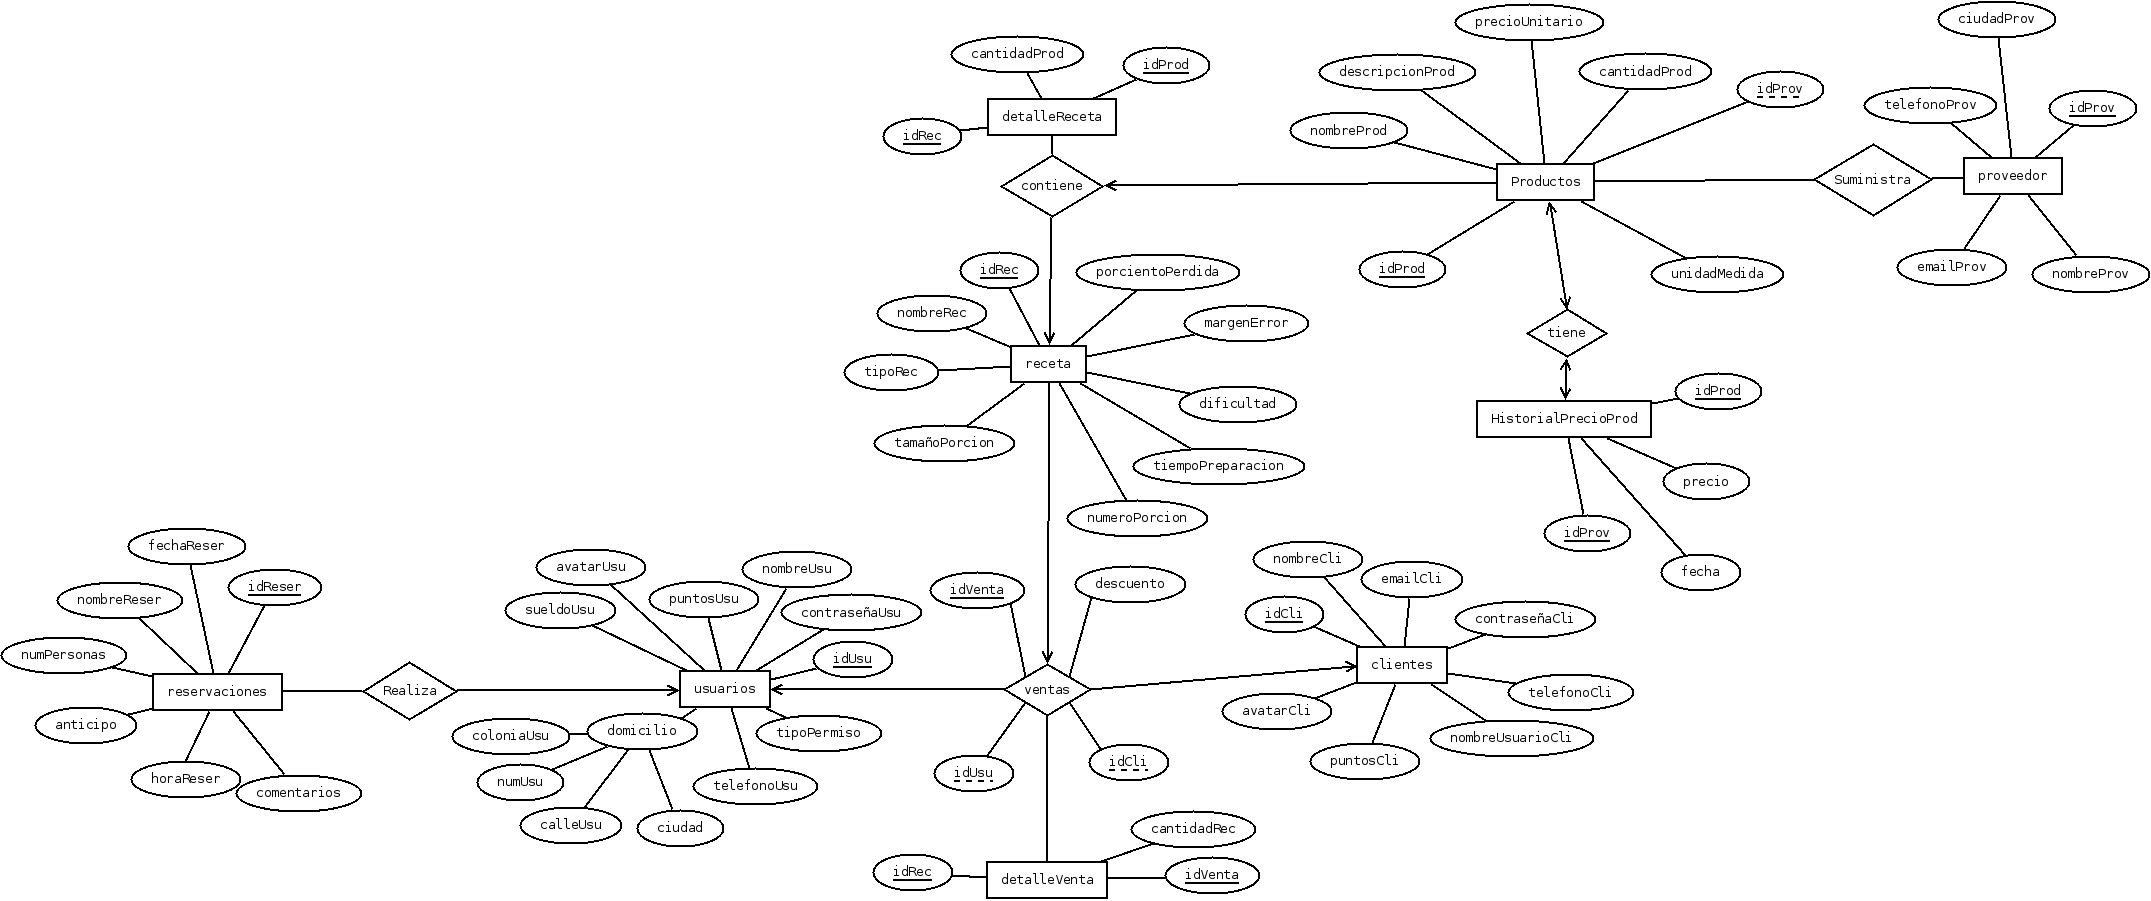 ciudadProv
precioUnitario
cantidadProd
idProd
descripcionProd
cantidadProd
idProv
telefonoProv
idProv
detalleReceta
nombreProd
idRec
contiene
Productos
Suministra
proveedor
idRec
porcientoPerdida
idProd
unidadMedida
emailProv
nombreProv
nombreRec
margenError
tiene
receta
tipoRec
dificultad
idProd
HistorialPrecioProd
tamañoPorcion
tiempoPreparacion
precio
numeroPorcion
idProv
fecha
fechaReser
idReser
nombreReser
numPersonas
reservaciones
anticipo
horaReser
comentarios
Realiza
avatarUsu
nombreUsu
sueldoUsu
puntosUsu
contraseñaUsu
idUsu
usuarios
coloniaUsu
domicilio
tipoPermiso
numUsu
telefonoUsu
calleUsu
ciudad
idVenta
descuento
ventas
idUsu
idCli
nombreCli
emailCli
idCli
contraseñaCli
clientes
telefonoCli
avatarCli
nombreUsuarioCli
puntosCli
cantidadRec
idRec
detalleVenta
idVenta